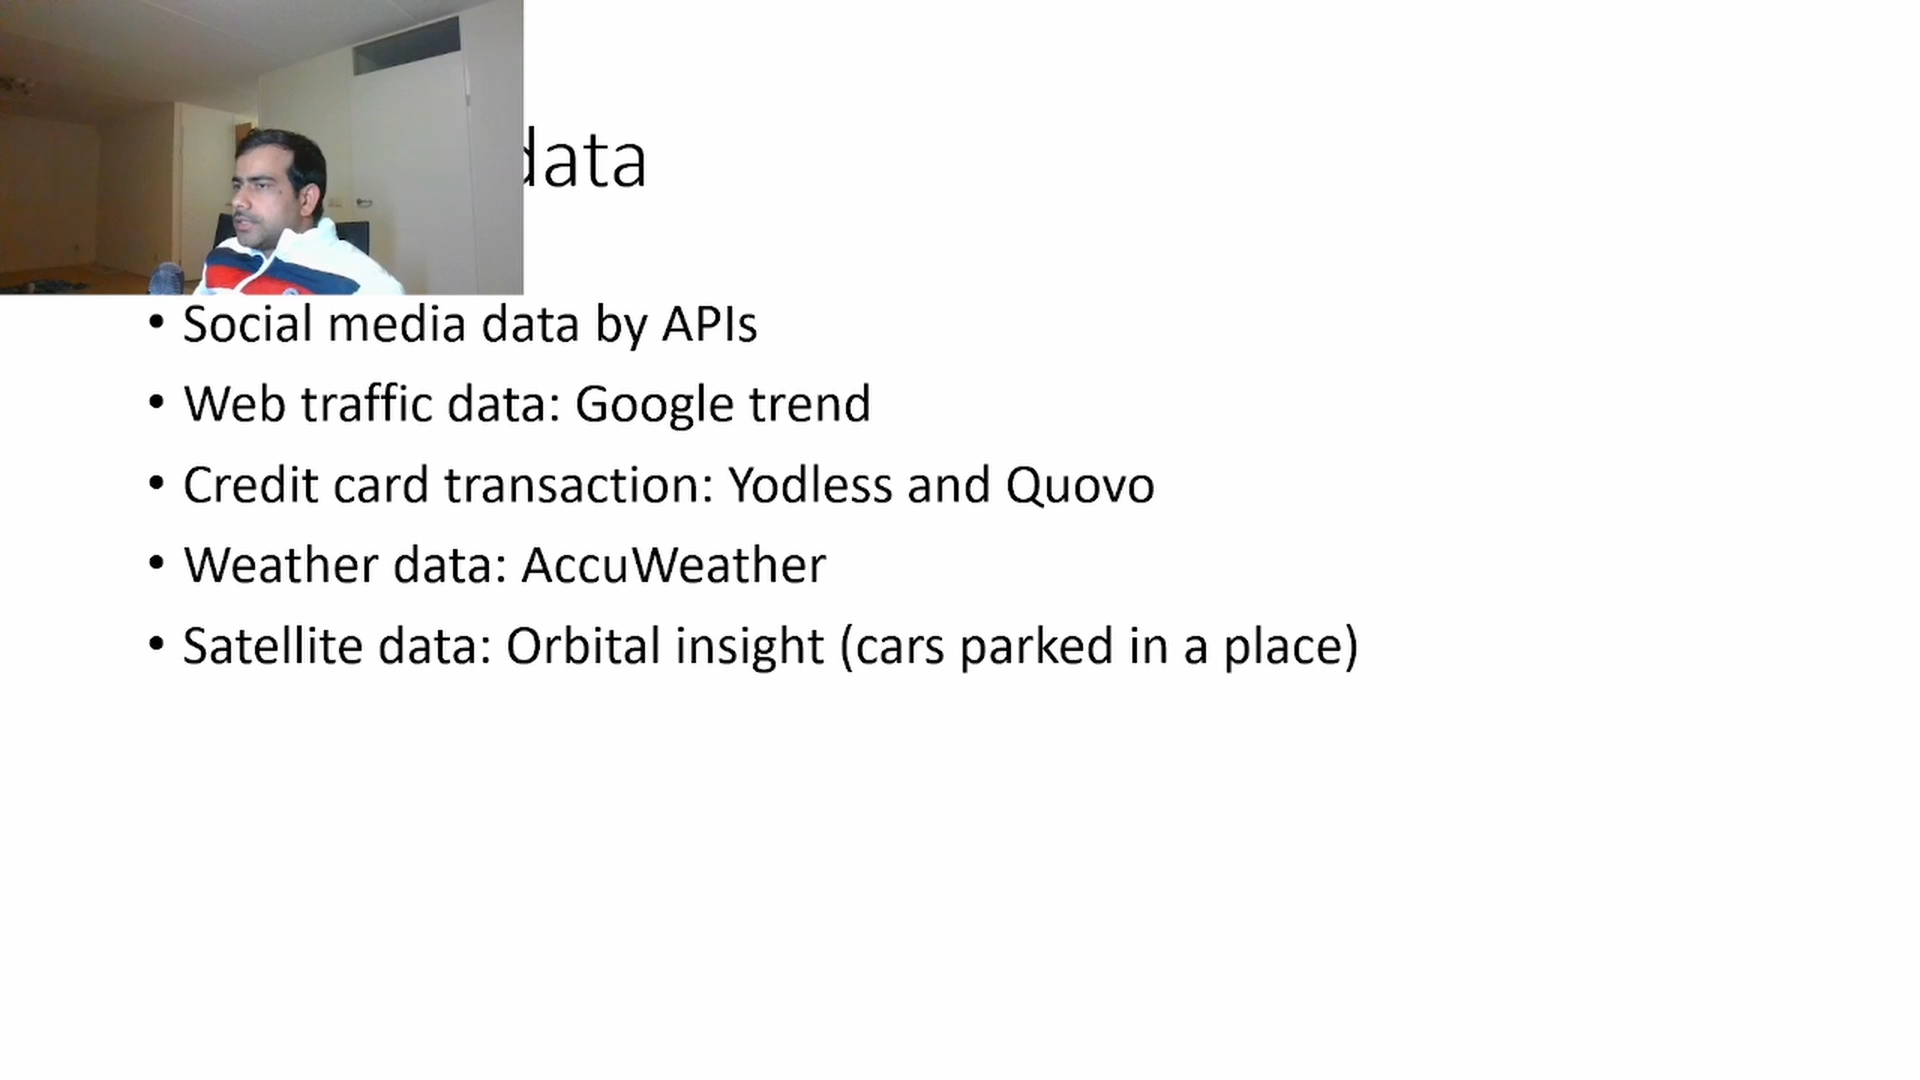 data
• Social media data by APIs
• Web traffic data: Google trend
• Credit card transaction: Yodless and Quovo
• Weather data: AccuWeather
• Satellite data: Orbital insight (cars parked in a place)